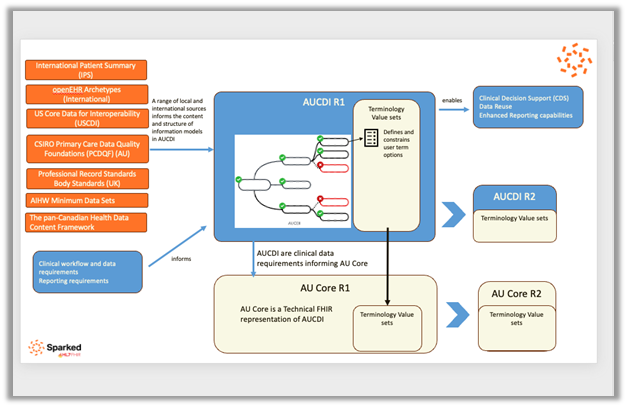 International Patient Summary
(IPS)
openEHR Archetypes
(International)
US Core Data for Interoperability
(USCDI)
CSIRO Primary Care Data Quality
Foundations (PCDQF) (AU)
Professional Record Standards
Body Standards (UK)
AIHW Minimum Data Sets
The pan-Canadian Health Data
Content Framework
Clinical workflow and data
requirements
Reporting requirements
A range of local and
international sources
informs the content
and structure of
information models
in AUCDI
informs
AUCDI R1
Terminology
Value sets
Defines and
constrains
user term
options
AUCDI
enables
Clinical Decision Support (CDS)
Data Reuse
Enhanced Reporting capabilities
AUCDI R2
Terminology Value sets
AUCDI are clinical data
requirements informing AU Core
AU Core R1
AU Core is a Technical FHIR
representation of AUCDI
Terminology Value
sets
AU Core R2
Terminology Value
sets
Sparked